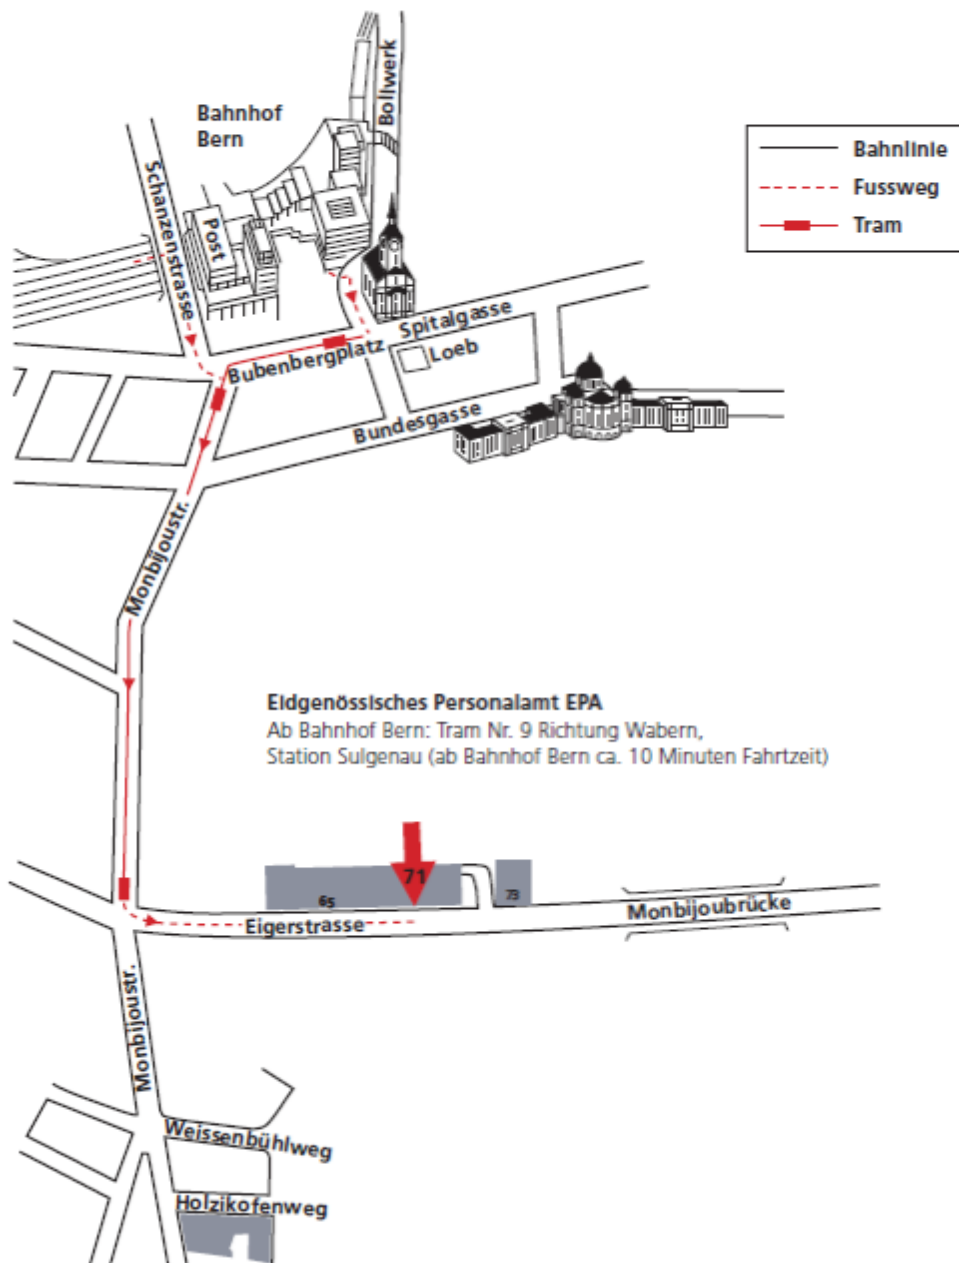 Bahnhof
Bern
Bollwerk
Bahnlinie
Fussweg
Tram
Schanzenstrasse
Post
Spitalgasse
Bubenbergplatz
Loeb
Bundesgasse
Monbijoustr.
Eidgenössisches Personalamt EPA
Ab Bahnhof Bern: Tram Nr. 9 Richtung Wabern,
Station Sulgenau (ab Bahnhof Bern ca. 10 Minuten Fahrtzeit)
71
65
73
Monbijoubrücke
Eigerstrasse
Monbijoustr.
Weissenbühlweg
Holzikofenweg